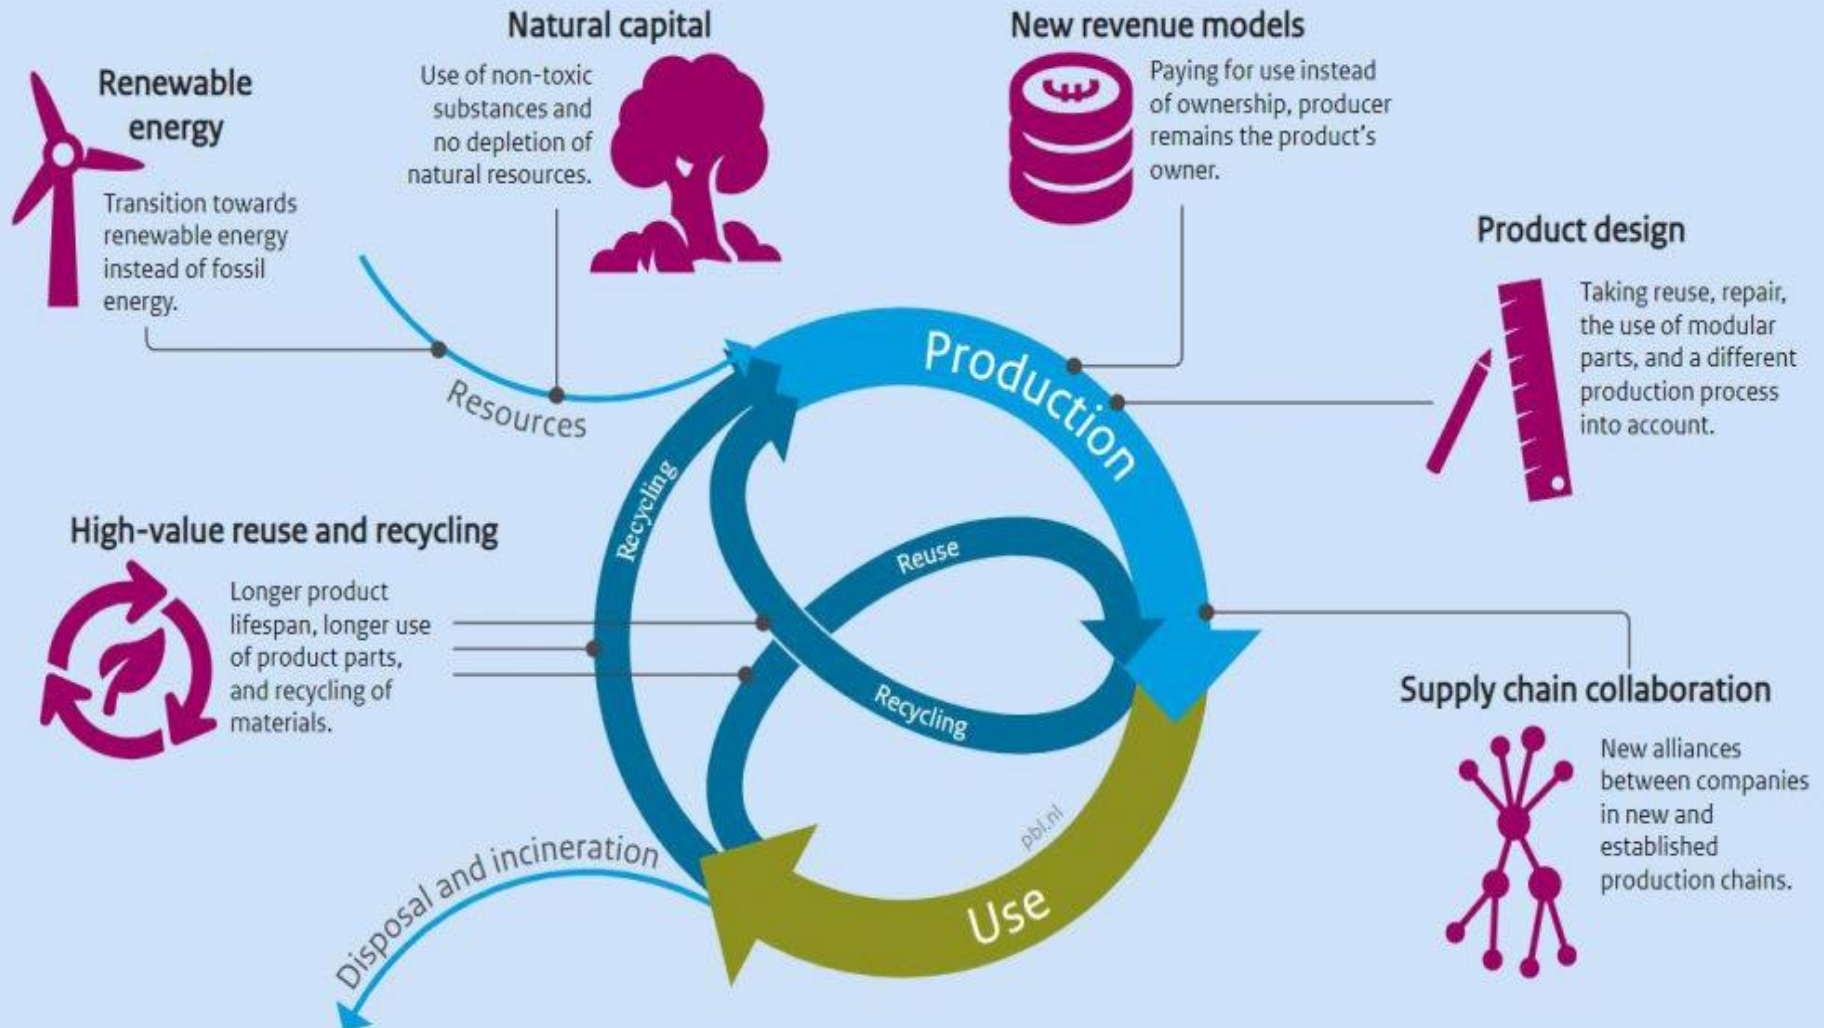 Natural capital
Use of non-toxic
substances and
no depletion of
natural resources.
New revenue models
Paying for use instead
of ownership, producer
remains the product's
owner.
Renewable
energy
Transition towards
renewable energy
instead of fossil
energy.
Product design
Taking reuse, repair,
the use of modular
parts, and a different
production process
into account.
Resources
Production
High-value reuse and recycling
Longer product
lifespan, longer use
of product parts,
and recycling of
materials.
Recycling
Reuse
Recycling
Supply chain collaboration
New alliances
between companies
in new and
established
production chains.
pbl.nl
Use
Disposal and incineration